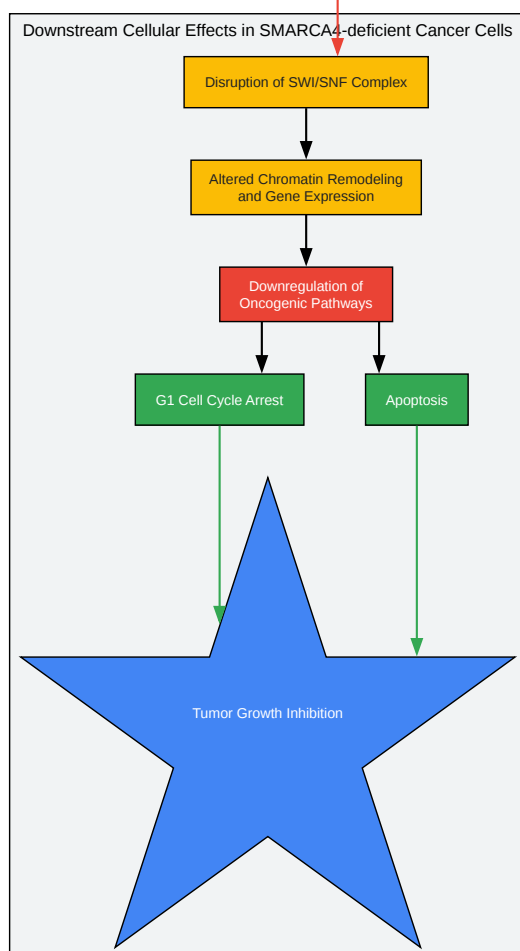 Downstream Cellular Effects in SMARCA4-deficient Cancer Cells
Disruption of SWI/SNF Complex
Altered Chromatin Remodeling
and Gene Expression
Downregulation of
Oncogenic Pathways
G1 Cell Cycle Arrest
Apoptosis
Tumor Growth Inhibition